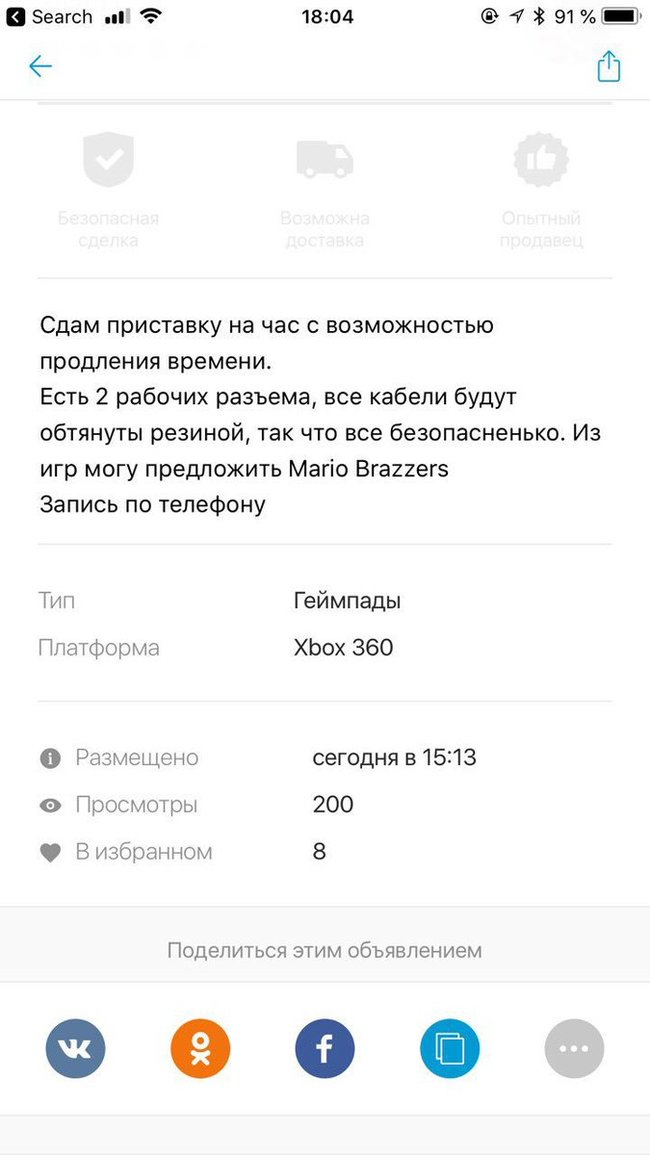 Search 18:04 91 %
Безопасная Возможна Опытный
сделка доставка продавец
Сдам приставку на час с возможностью
продления времени.
Есть 2 рабочих разъема, все кабели будут
обтянуты резиной, так что все безопасненько. Из
игр могу предложить Mario Brazzers
Запись по телефону
Тип Геймпады
Платформа Xbox 360
Размещено сегодня в 15:13
Просмотры 200
В избранном 8
Поделиться этим объявлением